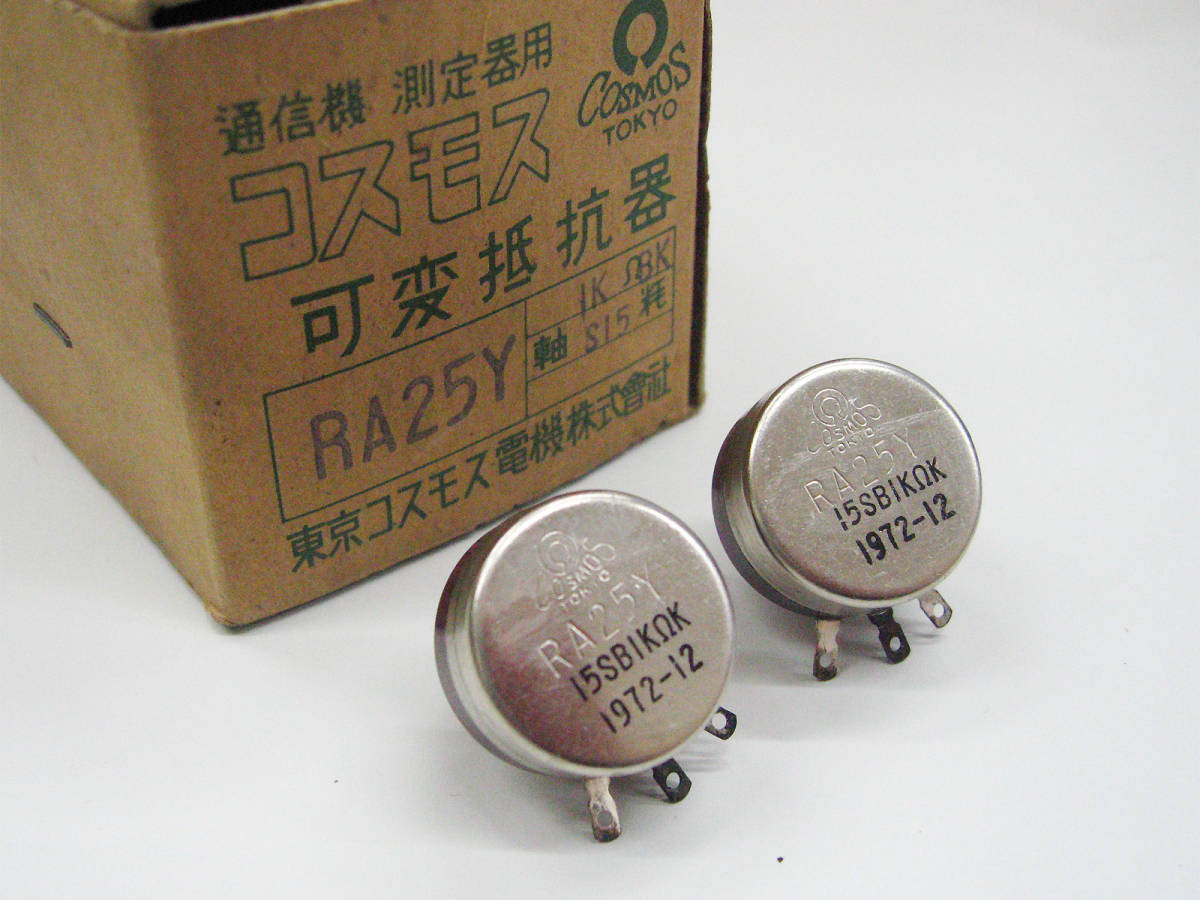 通信機 測定器用
COSMOS
TOKYO
コスモス
可変抵抗器
RA25Y
1K ΩBK
軸 S15 粍
東京コスモス電機株式會社
COSMOS
TOKYO
RA25Y
15SB1KΩK
1972-12
COSMOS
TOKYO
RA25Y
15SB1KΩK
1972-12